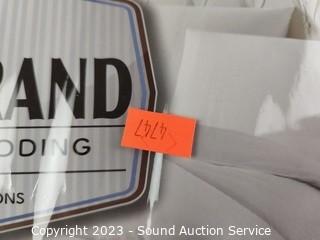 RAND
DDING
4747
ONS
Copyright 2023 - Sound Auction Service